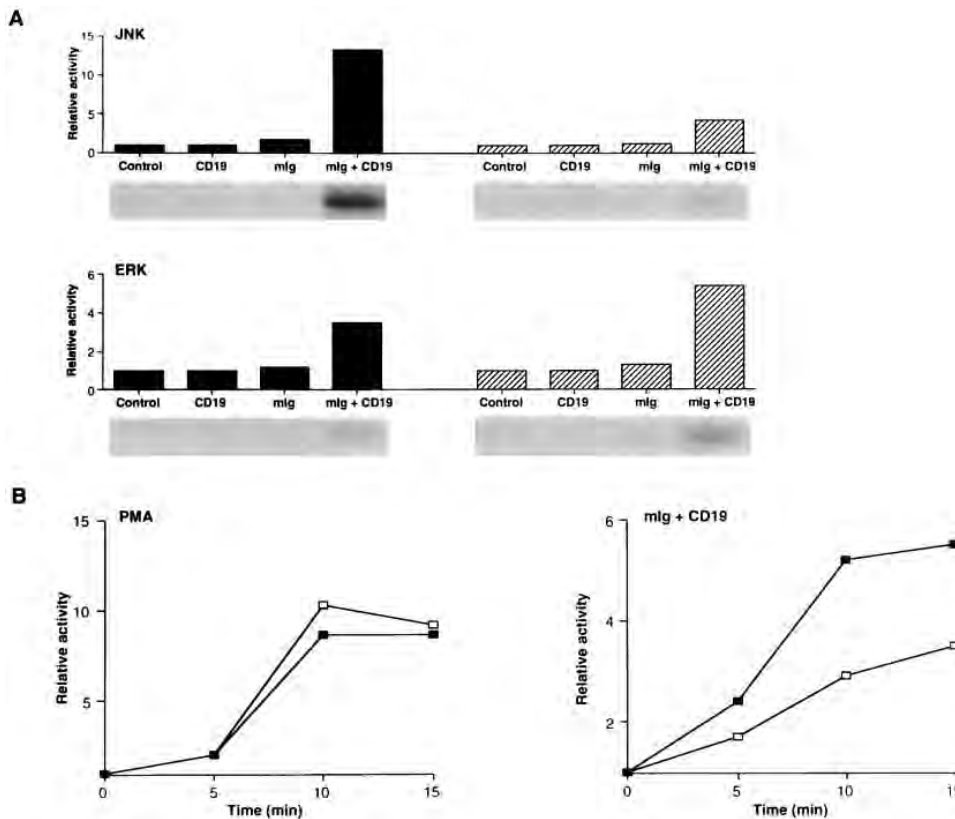 A
JNK
Relative activity
15
10
5
0
Control CD19 mIg mIg + CD19
Control CD19 mIg mIg + CD19
ERK
Relative activity
6
4
2
0
Control CD19 mIg mIg + CD19
Control CD19 mIg mIg + CD19
B
PMA
Relative activity
15
10
5
0 5 10 15
Time (min)
mIg + CD19
Relative activity
6
4
2
0 5 10 15
Time (min)